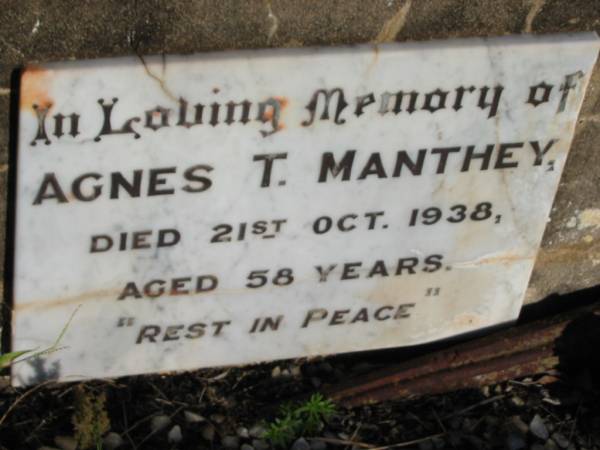 In Loving Memory of
AGNES T. MANTHEY,
DIED 21ST OCT. 1938,
AGED 58 YEARS.
"REST IN PEACE"